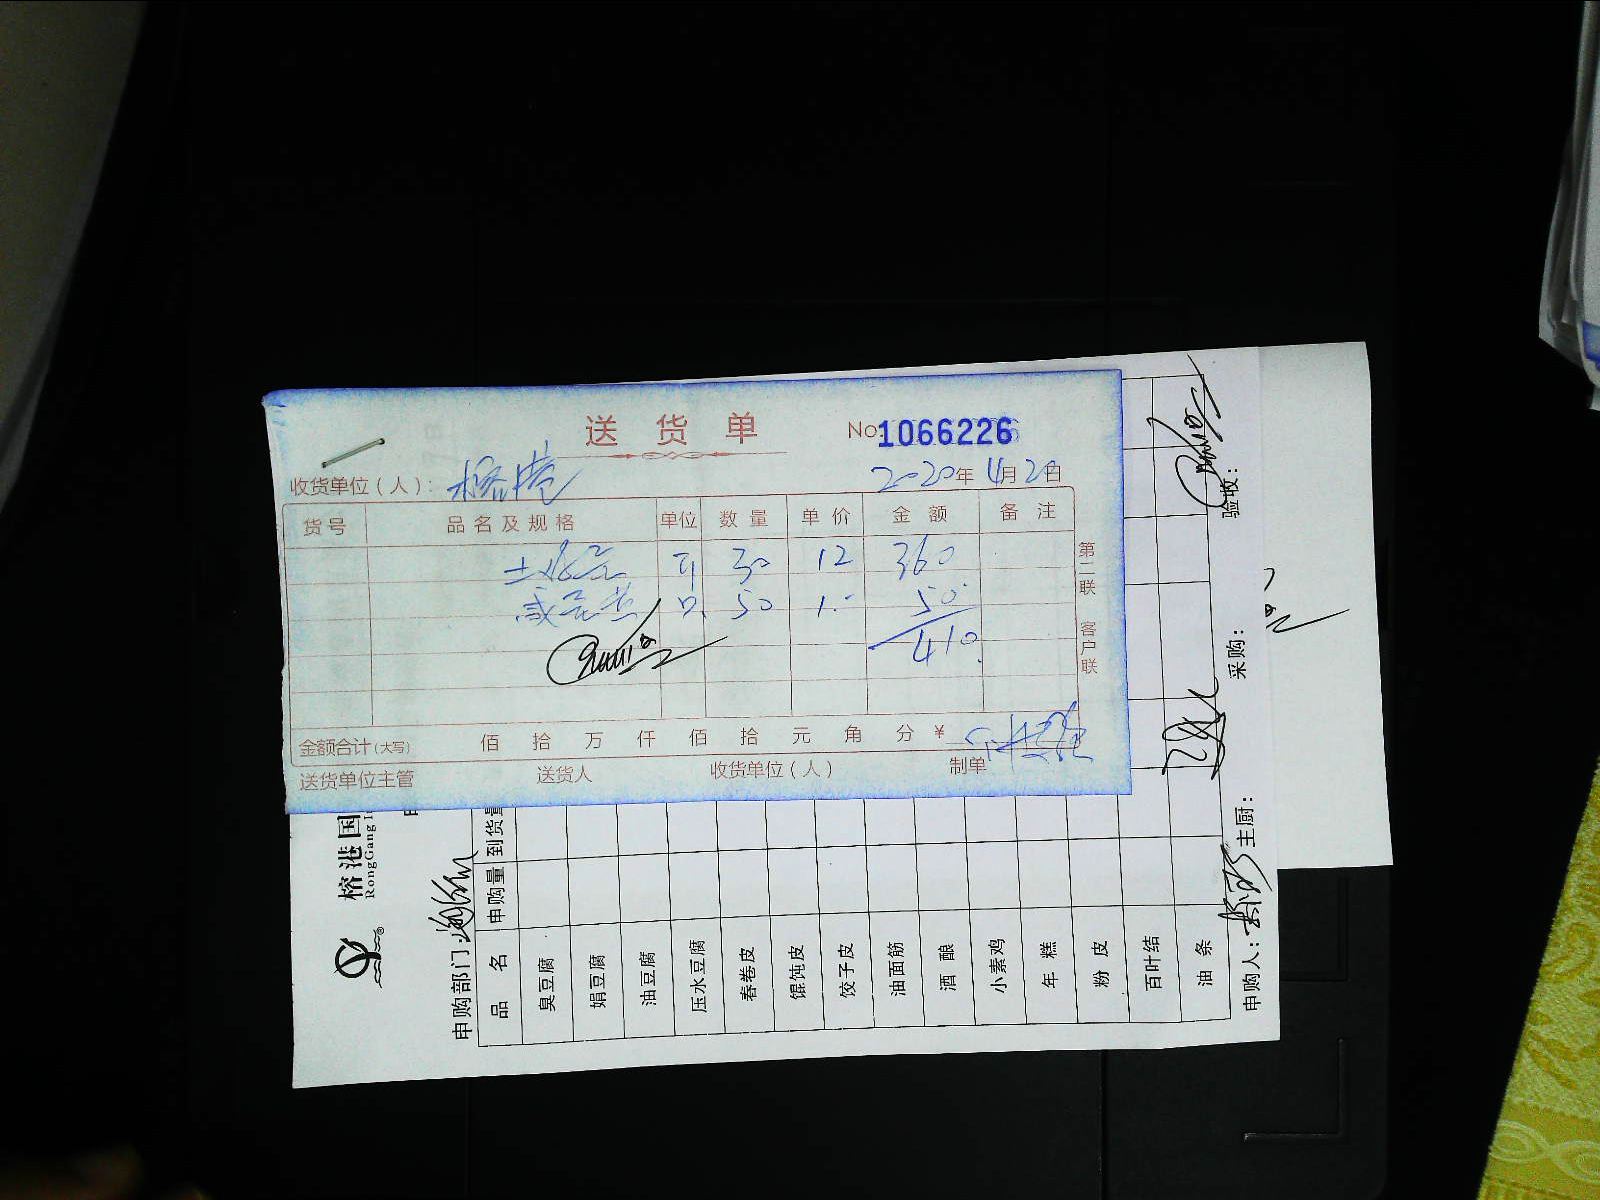 送货单
No.1066226
收货单位（人）：榕港
2020年4月2日
货号 品名及规格 单位 数量 单价 金额 备注
30 12 360
50 1.- 50
410.
第二联 客户联
金额合计(大写) 佰 拾 万 仟 佰 拾 元 角 分 ¥
送货单位主管 送货人 收货单位（人） 制单
榕港国
RongGang I
申购部门:
品名 申购量 到货量
臭豆腐
娟豆腐
油豆腐
压水豆腐
春卷皮
馄饨皮
饺子皮
油面筋
酒酿
小素鸡
年糕
粉皮
百叶结
油条
申购人: 主厨: 采购: 验收: